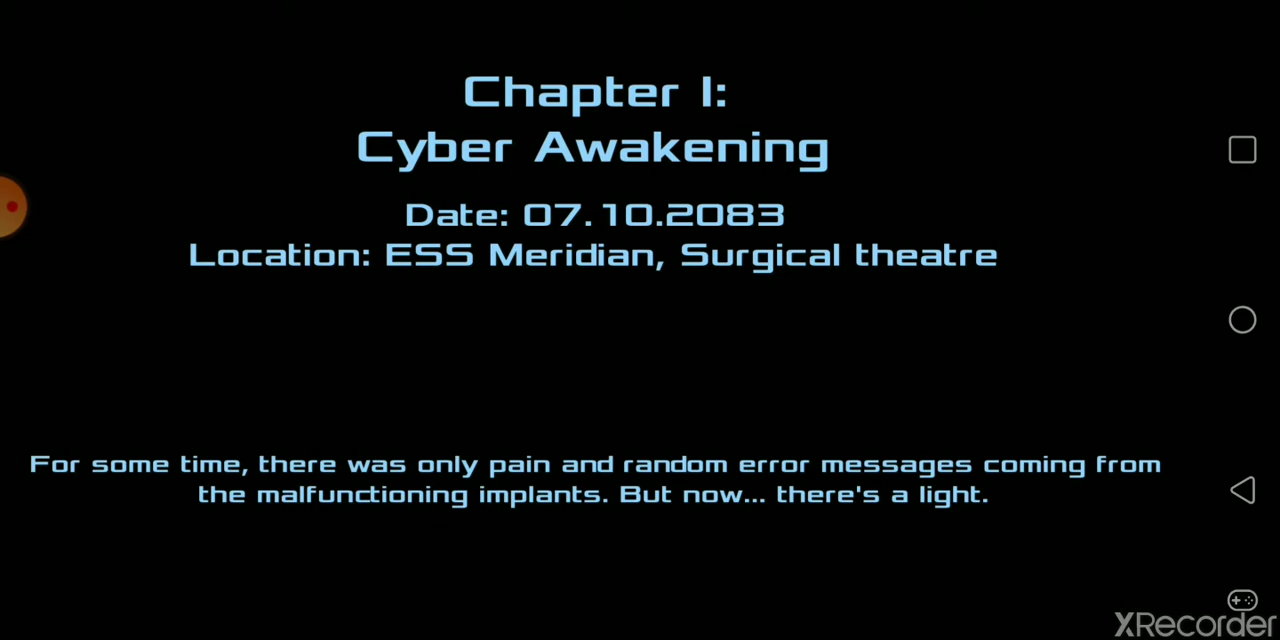 Chapter I:
Cyber Awakening
Date: 07.10.2083
Location: ESS Meridian, Surgical theatre
For some time, there was only pain and random error messages coming from
the malfunctioning implants. But now... there's a light.
XRecorder